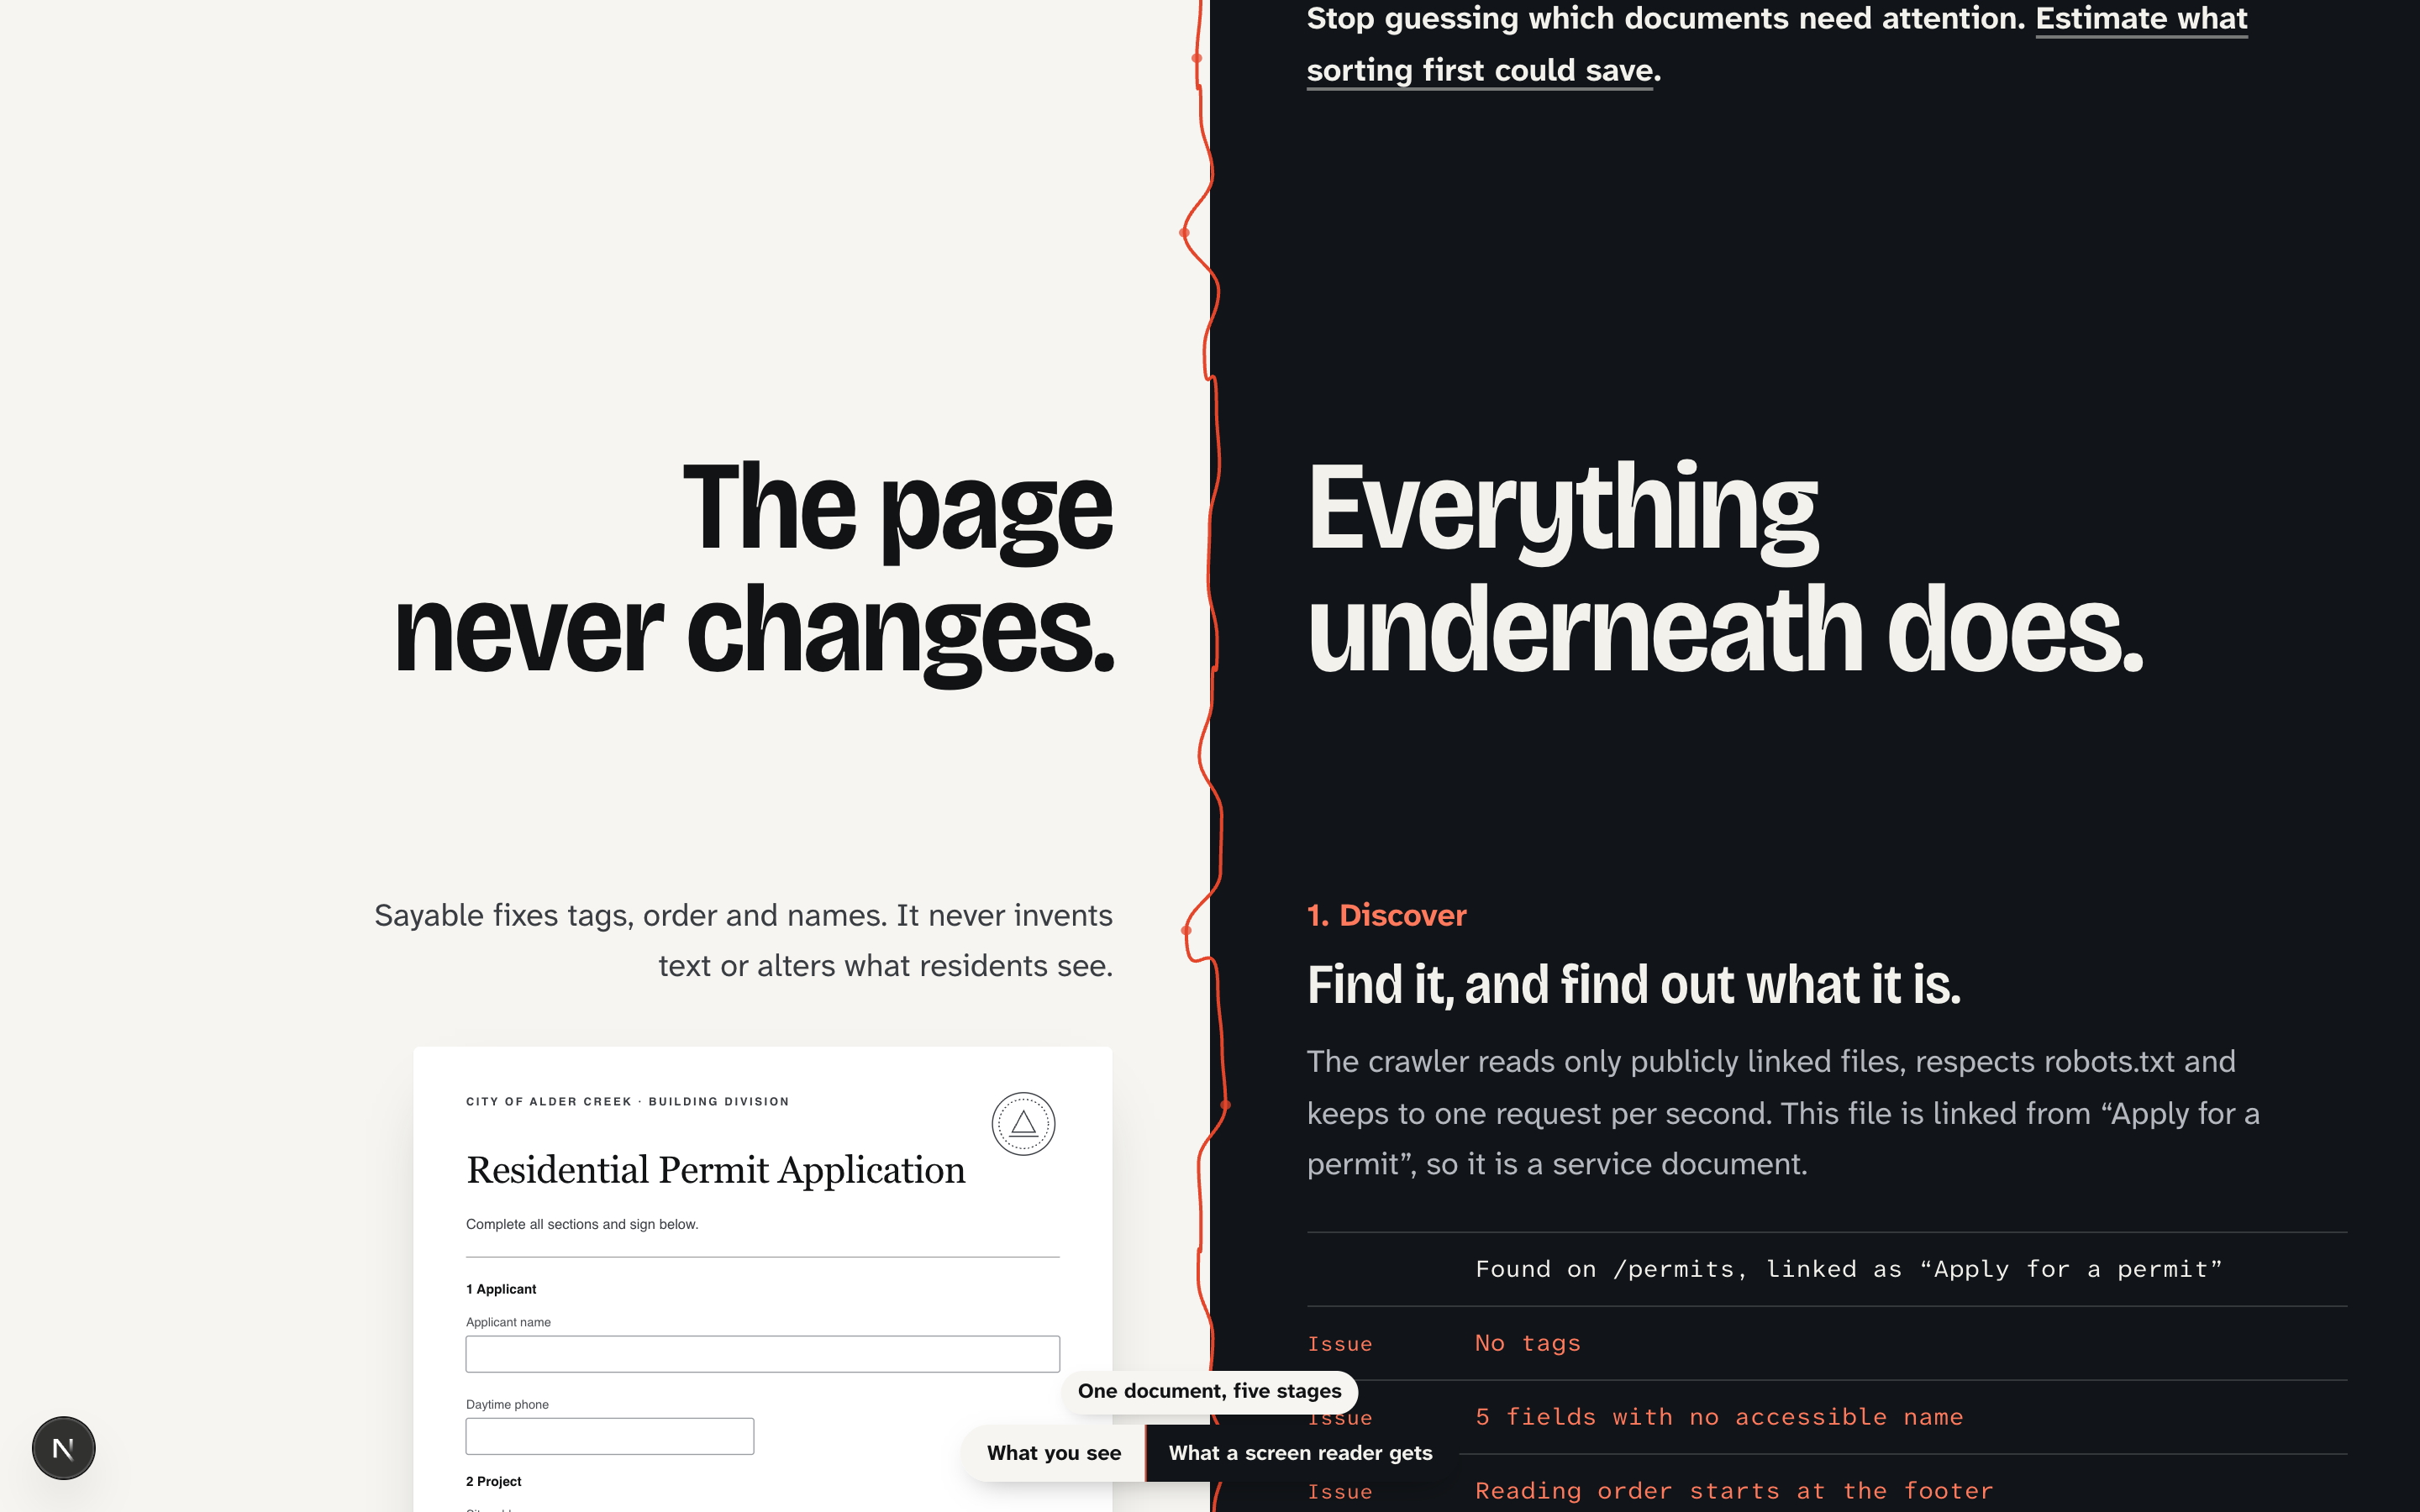 Stop guessing which documents need attention. Estimate what
sorting first could save.
The page
never changes.
Everything
underneath does.
Sayable fixes tags, order and names. It never invents
text or alters what residents see.
CITY OF ALDER CREEK · BUILDING DIVISION
Residential Permit Application
Complete all sections and sign below.
1 Applicant
Applicant name
Daytime phone
2 Project
1. Discover
Find it, and find out what it is.
The crawler reads only publicly linked files, respects robots.txt and
keeps to one request per second. This file is linked from “Apply for a
permit”, so it is a service document.
Found on /permits, linked as “Apply for a permit”
Issue No tags
Issue 5 fields with no accessible name
Issue Reading order starts at the footer
One document, five stages
What you see What a screen reader gets
N